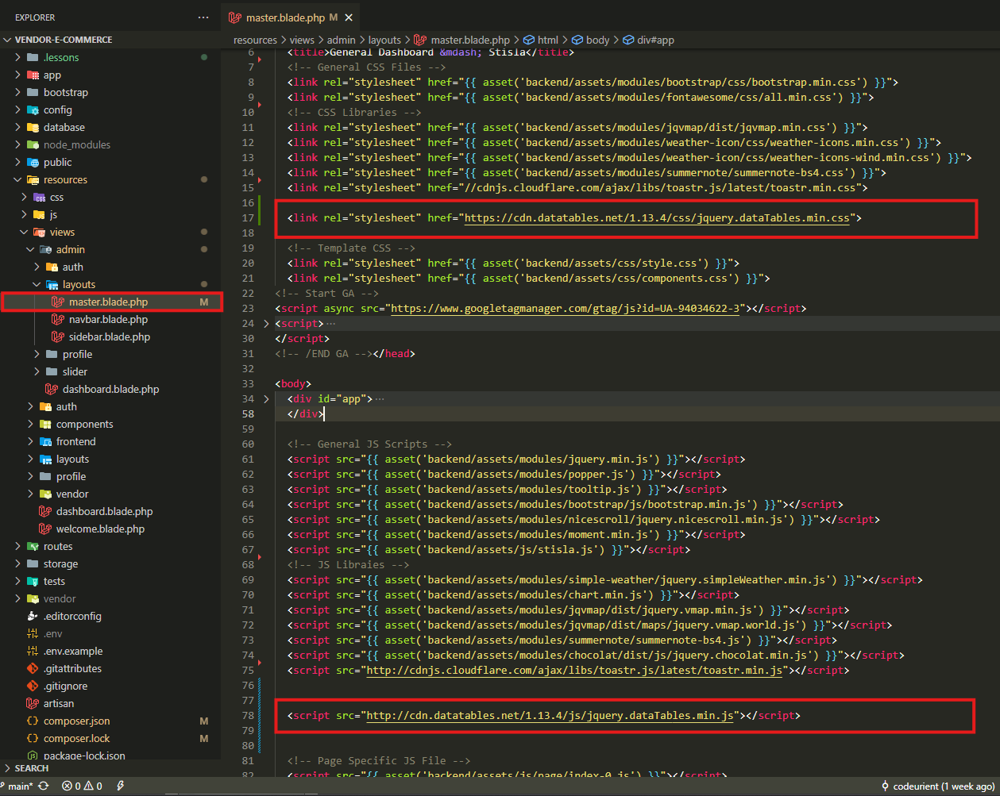 EXPLORER
VENDOR-E-COMMERCE
.lessons
app
bootstrap
config
database
node_modules
public
resources
css
js
views
admin
auth
layouts
master.blade.php M
navbar.blade.php
sidebar.blade.php
profile
slider
dashboard.blade.php
auth
components
frontend
layouts
profile
vendor
dashboard.blade.php
welcome.blade.php
routes
storage
tests
vendor
.editorconfig
.env
.env.example
.gitattributes
.gitignore
artisan
composer.json M
composer.lock M
package-lock.json
SEARCH
master.blade.php M
resources > views > admin > layouts > master.blade.php > html > body > div#app
6 <title>General Dashboard &mdash; Stisla</title>
7 <!-- General CSS Files -->
8 <link rel="stylesheet" href="{{ asset('backend/assets/modules/bootstrap/css/bootstrap.min.css') }}">
9 <link rel="stylesheet" href="{{ asset('backend/assets/modules/fontawesome/css/all.min.css') }}">
10 <!-- CSS Libraries -->
11 <link rel="stylesheet" href="{{ asset('backend/assets/modules/jqvmap/dist/jqvmap.min.css') }}">
12 <link rel="stylesheet" href="{{ asset('backend/assets/modules/weather-icon/css/weather-icons.min.css') }}">
13 <link rel="stylesheet" href="{{ asset('backend/assets/modules/weather-icon/css/weather-icons-wind.min.css') }}">
14 <link rel="stylesheet" href="{{ asset('backend/assets/modules/summernote/summernote-bs4.css') }}">
15 <link rel="stylesheet" href="//cdnjs.cloudflare.com/ajax/libs/toastr.js/latest/toastr.min.css">
16
17 <link rel="stylesheet" href="https://cdn.datatables.net/1.13.4/css/jquery.dataTables.min.css">
18
19 <!-- Template CSS -->
20 <link rel="stylesheet" href="{{ asset('backend/assets/css/style.css') }}">
21 <link rel="stylesheet" href="{{ asset('backend/assets/css/components.css') }}">
22 <!-- Start GA -->
23 <script async src="https://www.googletagmanager.com/gtag/js?id=UA-94034622-3"></script>
24 <script>···
30 </script>
31 <!-- /END GA --></head>
32
33 <body>
34 <div id="app">···
58 </div>
59
60 <!-- General JS Scripts -->
61 <script src="{{ asset('backend/assets/modules/jquery.min.js') }}"></script>
62 <script src="{{ asset('backend/assets/modules/popper.js') }}"></script>
63 <script src="{{ asset('backend/assets/modules/tooltip.js') }}"></script>
64 <script src="{{ asset('backend/assets/modules/bootstrap/js/bootstrap.min.js') }}"></script>
65 <script src="{{ asset('backend/assets/modules/nicescroll/jquery.nicescroll.min.js') }}"></script>
66 <script src="{{ asset('backend/assets/modules/moment.min.js') }}"></script>
67 <script src="{{ asset('backend/assets/js/stisla.js') }}"></script>
68 <!-- JS Libraies -->
69 <script src="{{ asset('backend/assets/modules/simple-weather/jquery.simpleWeather.min.js') }}"></script>
70 <script src="{{ asset('backend/assets/modules/chart.min.js') }}"></script>
71 <script src="{{ asset('backend/assets/modules/jqvmap/dist/jquery.vmap.min.js') }}"></script>
72 <script src="{{ asset('backend/assets/modules/jqvmap/dist/maps/jquery.vmap.world.js') }}"></script>
73 <script src="{{ asset('backend/assets/modules/summernote/summernote-bs4.js') }}"></script>
74 <script src="{{ asset('backend/assets/modules/chocolat/dist/js/jquery.chocolat.min.js') }}"></script>
75 <script src="http://cdnjs.cloudflare.com/ajax/libs/toastr.js/latest/toastr.min.js"></script>
76
77
78 <script src="http://cdn.datatables.net/1.13.4/js/jquery.dataTables.min.js"></script>
79
80
81 <!-- Page Specific JS File -->
82 <script src="{{ asset('backend/assets/js/page/index-0.js') }}"></script>
main* 0 0 codeurient (1 week ago)